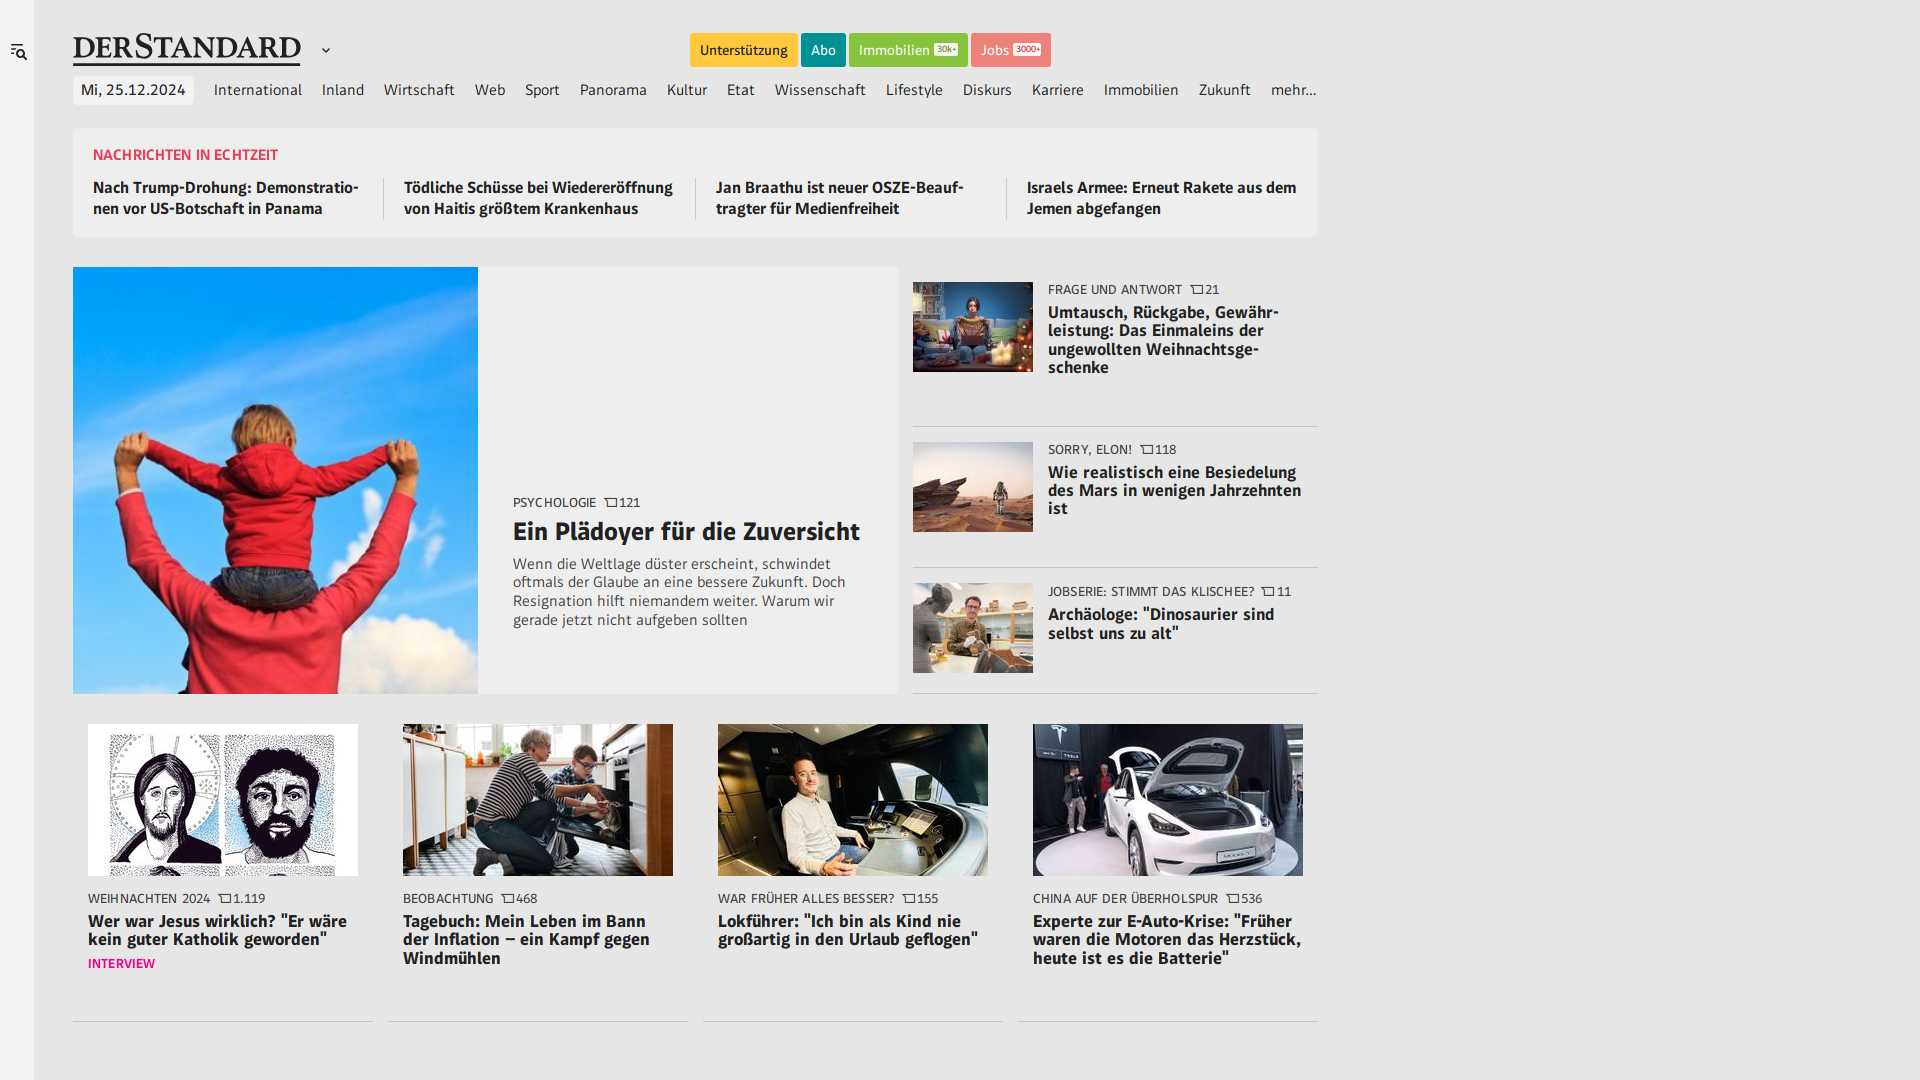 DERSTANDARD
Unterstützung Abo Immobilien 30k+ Jobs 3000+
Mi, 25.12.2024 International Inland Wirtschaft Web Sport Panorama Kultur Etat Wissenschaft Lifestyle Diskurs Karriere Immobilien Zukunft mehr...
NACHRICHTEN IN ECHTZEIT
Nach Trump-Drohung: Demonstratio-
nen vor US-Botschaft in Panama
Tödliche Schüsse bei Wiedereröffnung
von Haitis größtem Krankenhaus
Jan Braathu ist neuer OSZE-Beauf-
tragter für Medienfreiheit
Israels Armee: Erneut Rakete aus dem
Jemen abgefangen
PSYCHOLOGIE 121
Ein Plädoyer für die Zuversicht
Wenn die Weltlage düster erscheint, schwindet
oftmals der Glaube an eine bessere Zukunft. Doch
Resignation hilft niemandem weiter. Warum wir
gerade jetzt nicht aufgeben sollten
FRAGE UND ANTWORT 21
Umtausch, Rückgabe, Gewähr-
leistung: Das Einmaleins der
ungewollten Weihnachtsge-
schenke
SORRY, ELON! 118
Wie realistisch eine Besiedelung
des Mars in wenigen Jahrzehnten
ist
JOBSERIE: STIMMT DAS KLISCHEE? 11
Archäologe: "Dinosaurier sind
selbst uns zu alt"
WEIHNACHTEN 2024 1.119
Wer war Jesus wirklich? "Er wäre
kein guter Katholik geworden"
INTERVIEW
BEOBACHTUNG 468
Tagebuch: Mein Leben im Bann
der Inflation – ein Kampf gegen
Windmühlen
WAR FRÜHER ALLES BESSER? 155
Lokführer: "Ich bin als Kind nie
großartig in den Urlaub geflogen"
TESLA
MODEL Y
CHINA AUF DER ÜBERHOLSPUR 536
Experte zur E-Auto-Krise: "Früher
waren die Motoren das Herzstück,
heute ist es die Batterie"